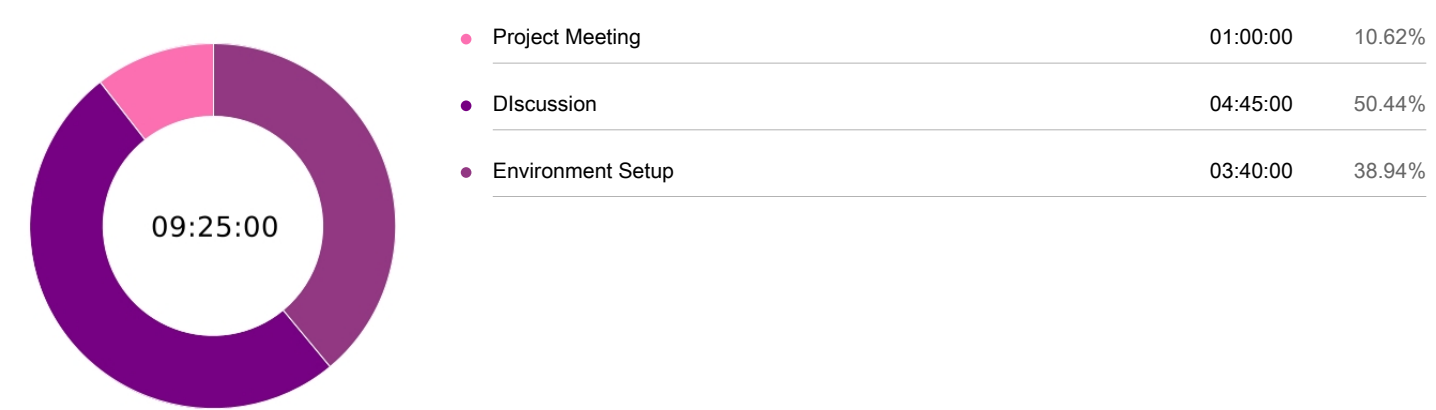 Project Meeting 01:00:00 10.62%
DIscussion 04:45:00 50.44%
Environment Setup 03:40:00 38.94%
09:25:00